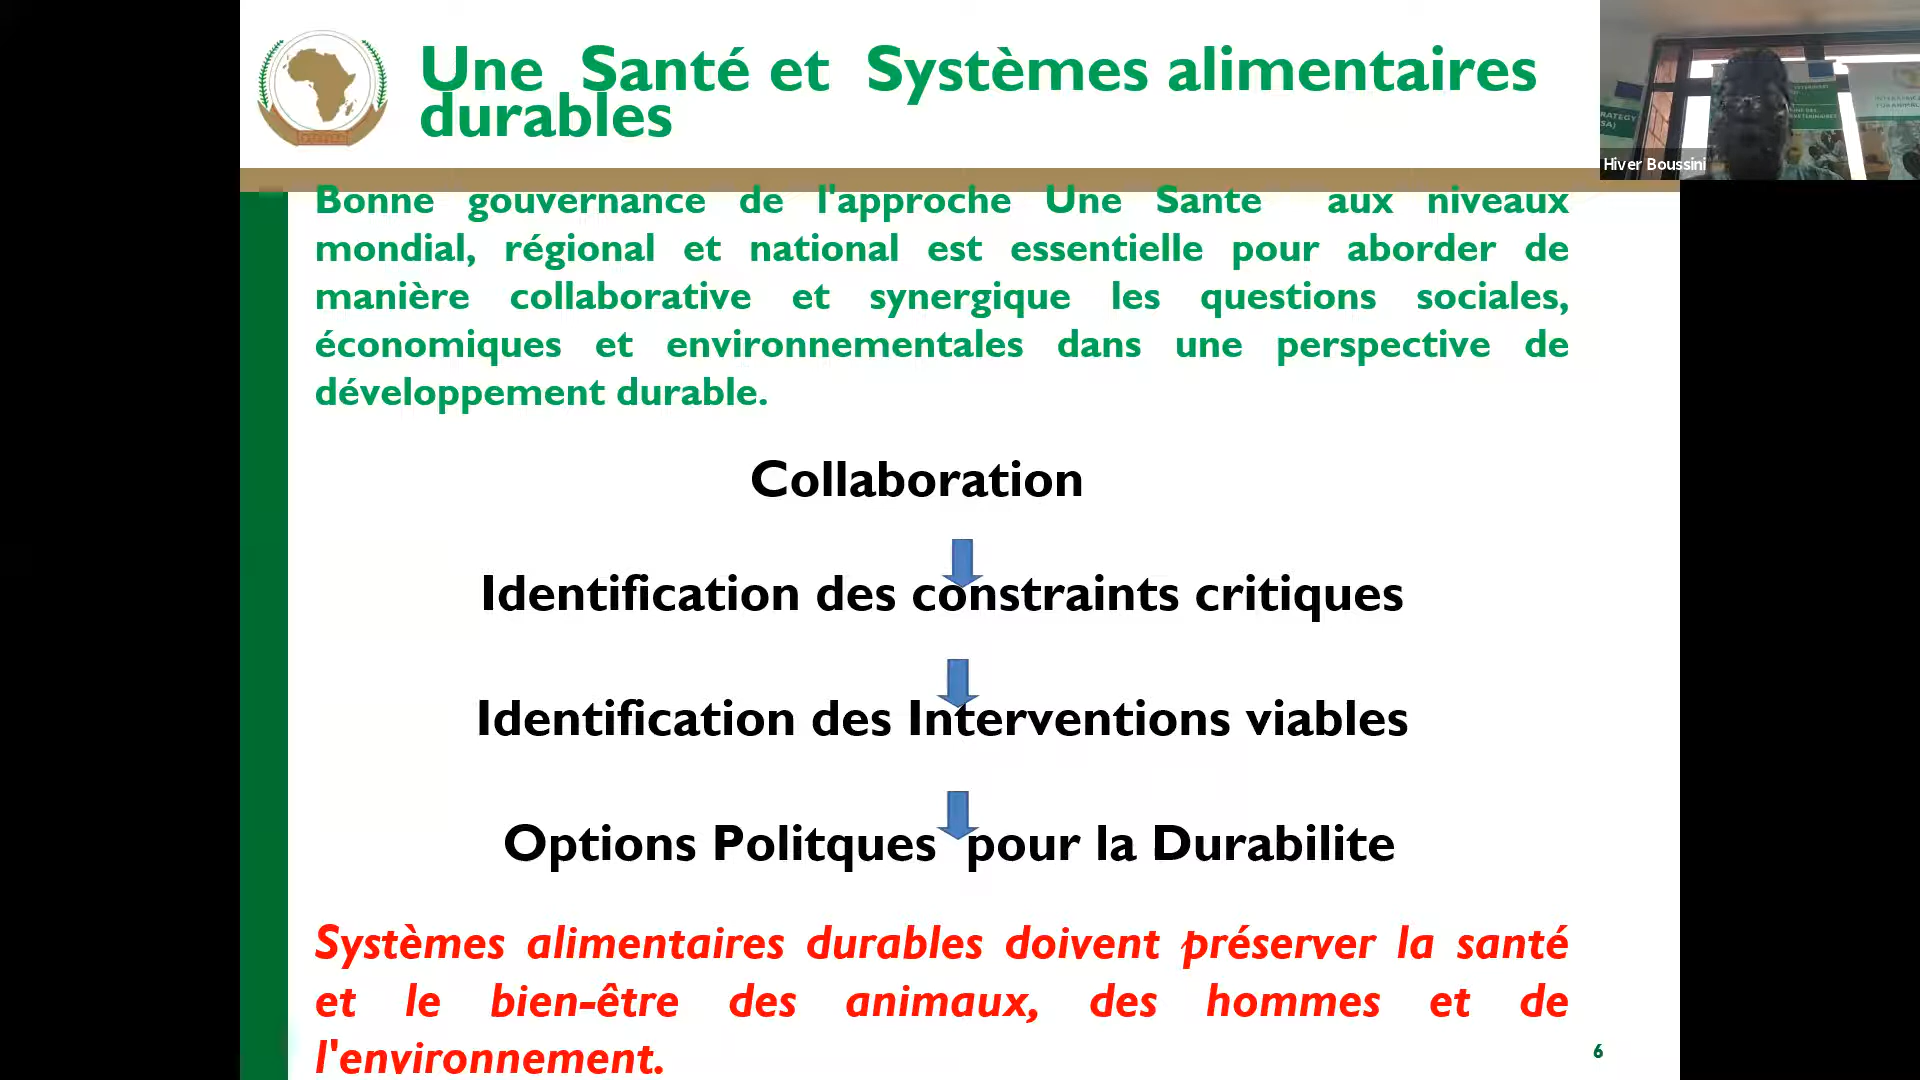 Une Santé et Systèmes alimentaires
durables
Hiver Boussini
Bonne gouvernance de l'approche Une Sante aux niveaux
mondial, régional et national est essentielle pour aborder de
manière collaborative et synergique les questions sociales,
économiques et environnementales dans une perspective de
développement durable.
Collaboration
Identification des constraints critiques
Identification des Interventions viables
Options Politques pour la Durabilite
Systèmes alimentaires durables doivent préserver la santé
et le bien-être des animaux, des hommes et de
l'environnement.
6